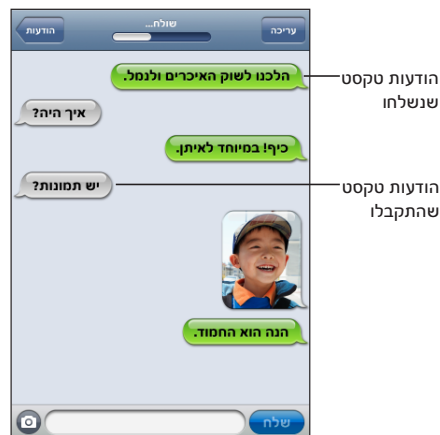 שולח...
עריכה
הודעות
הלכנו לשוק האיכרים ולנמל.
איך היה?
כיף! במיוחד לאיתן.
יש תמונות?
הנה הוא החמוד.
שלח
הודעות טקסט
שנשלחו
הודעות טקסט
שהתקבלו